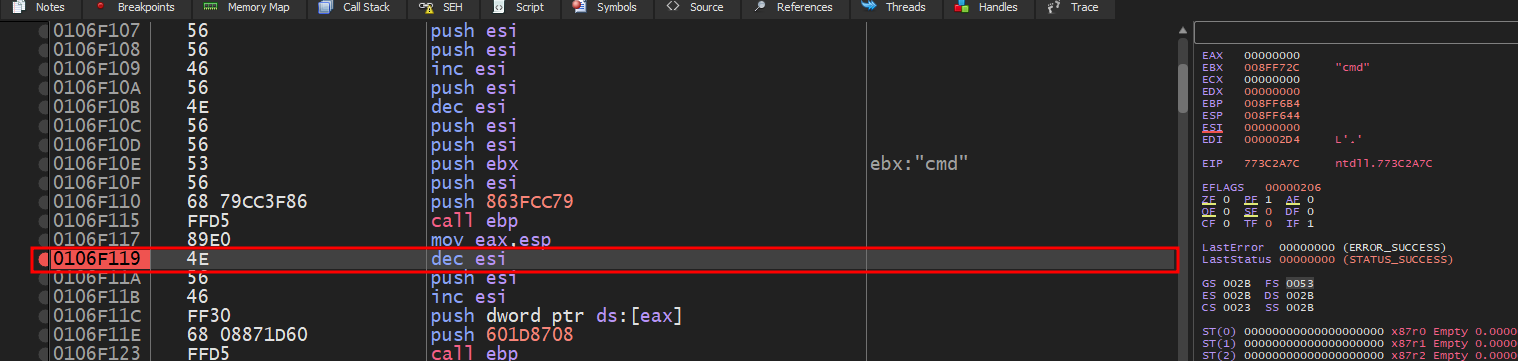 Notes Breakpoints Memory Map Call Stack SEH Script Symbols Source References Threads Handles Trace
0106F107 56 push esi
0106F108 56 push esi
0106F109 46 inc esi
0106F10A 56 push esi
0106F10B 4E dec esi
0106F10C 56 push esi
0106F10D 56 push esi
0106F10E 53 push ebx ebx:"cmd"
0106F10F 56 push esi
0106F110 68 79CC3F86 push 863FCC79
0106F115 FFD5 call ebp
0106F117 89E0 mov eax,esp
0106F119 4E dec esi
0106F11A 56 push esi
0106F11B 46 inc esi
0106F11C FF30 push dword ptr ds:[eax]
0106F11E 68 08871D60 push 601D8708
0106F123 FFD5 call ebp
EAX 00000000
EBX 008FF72C "cmd"
ECX 00000000
EDX 00000000
EBP 008FF6B4
ESP 008FF644
ESI 00000000
EDI 000002D4 L'.'
EIP 773C2A7C ntdll.773C2A7C
EFLAGS 00000206
ZF 0 PF 1 AF 0
OF 0 SF 0 DF 0
CF 0 TF 0 IF 1
LastError 00000000 (ERROR_SUCCESS)
LastStatus 00000000 (STATUS_SUCCESS)
GS 002B FS 0053
ES 002B DS 002B
CS 0023 SS 002B
ST(0) 00000000000000000000 x87r0 Empty 0.0000
ST(1) 00000000000000000000 x87r1 Empty 0.0000
ST(2) 00000000000000000000 x87r2 Empty 0.0000